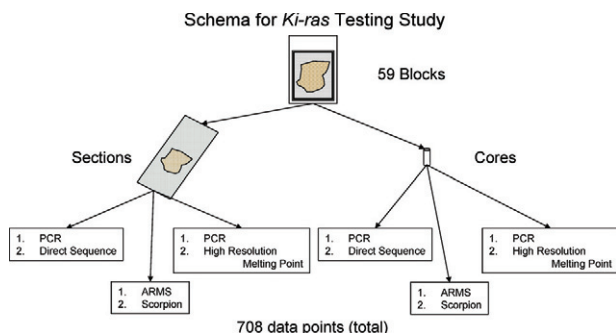 Schema for Ki-ras Testing Study
59 Blocks
Sections
Cores
1. PCR
2. Direct Sequence
1. PCR
2. High Resolution
Melting Point
1. PCR
2. Direct Sequence
1. PCR
2. High Resolution
Melting Point
1. ARMS
2. Scorpion
1. ARMS
2. Scorpion
708 data points (total)